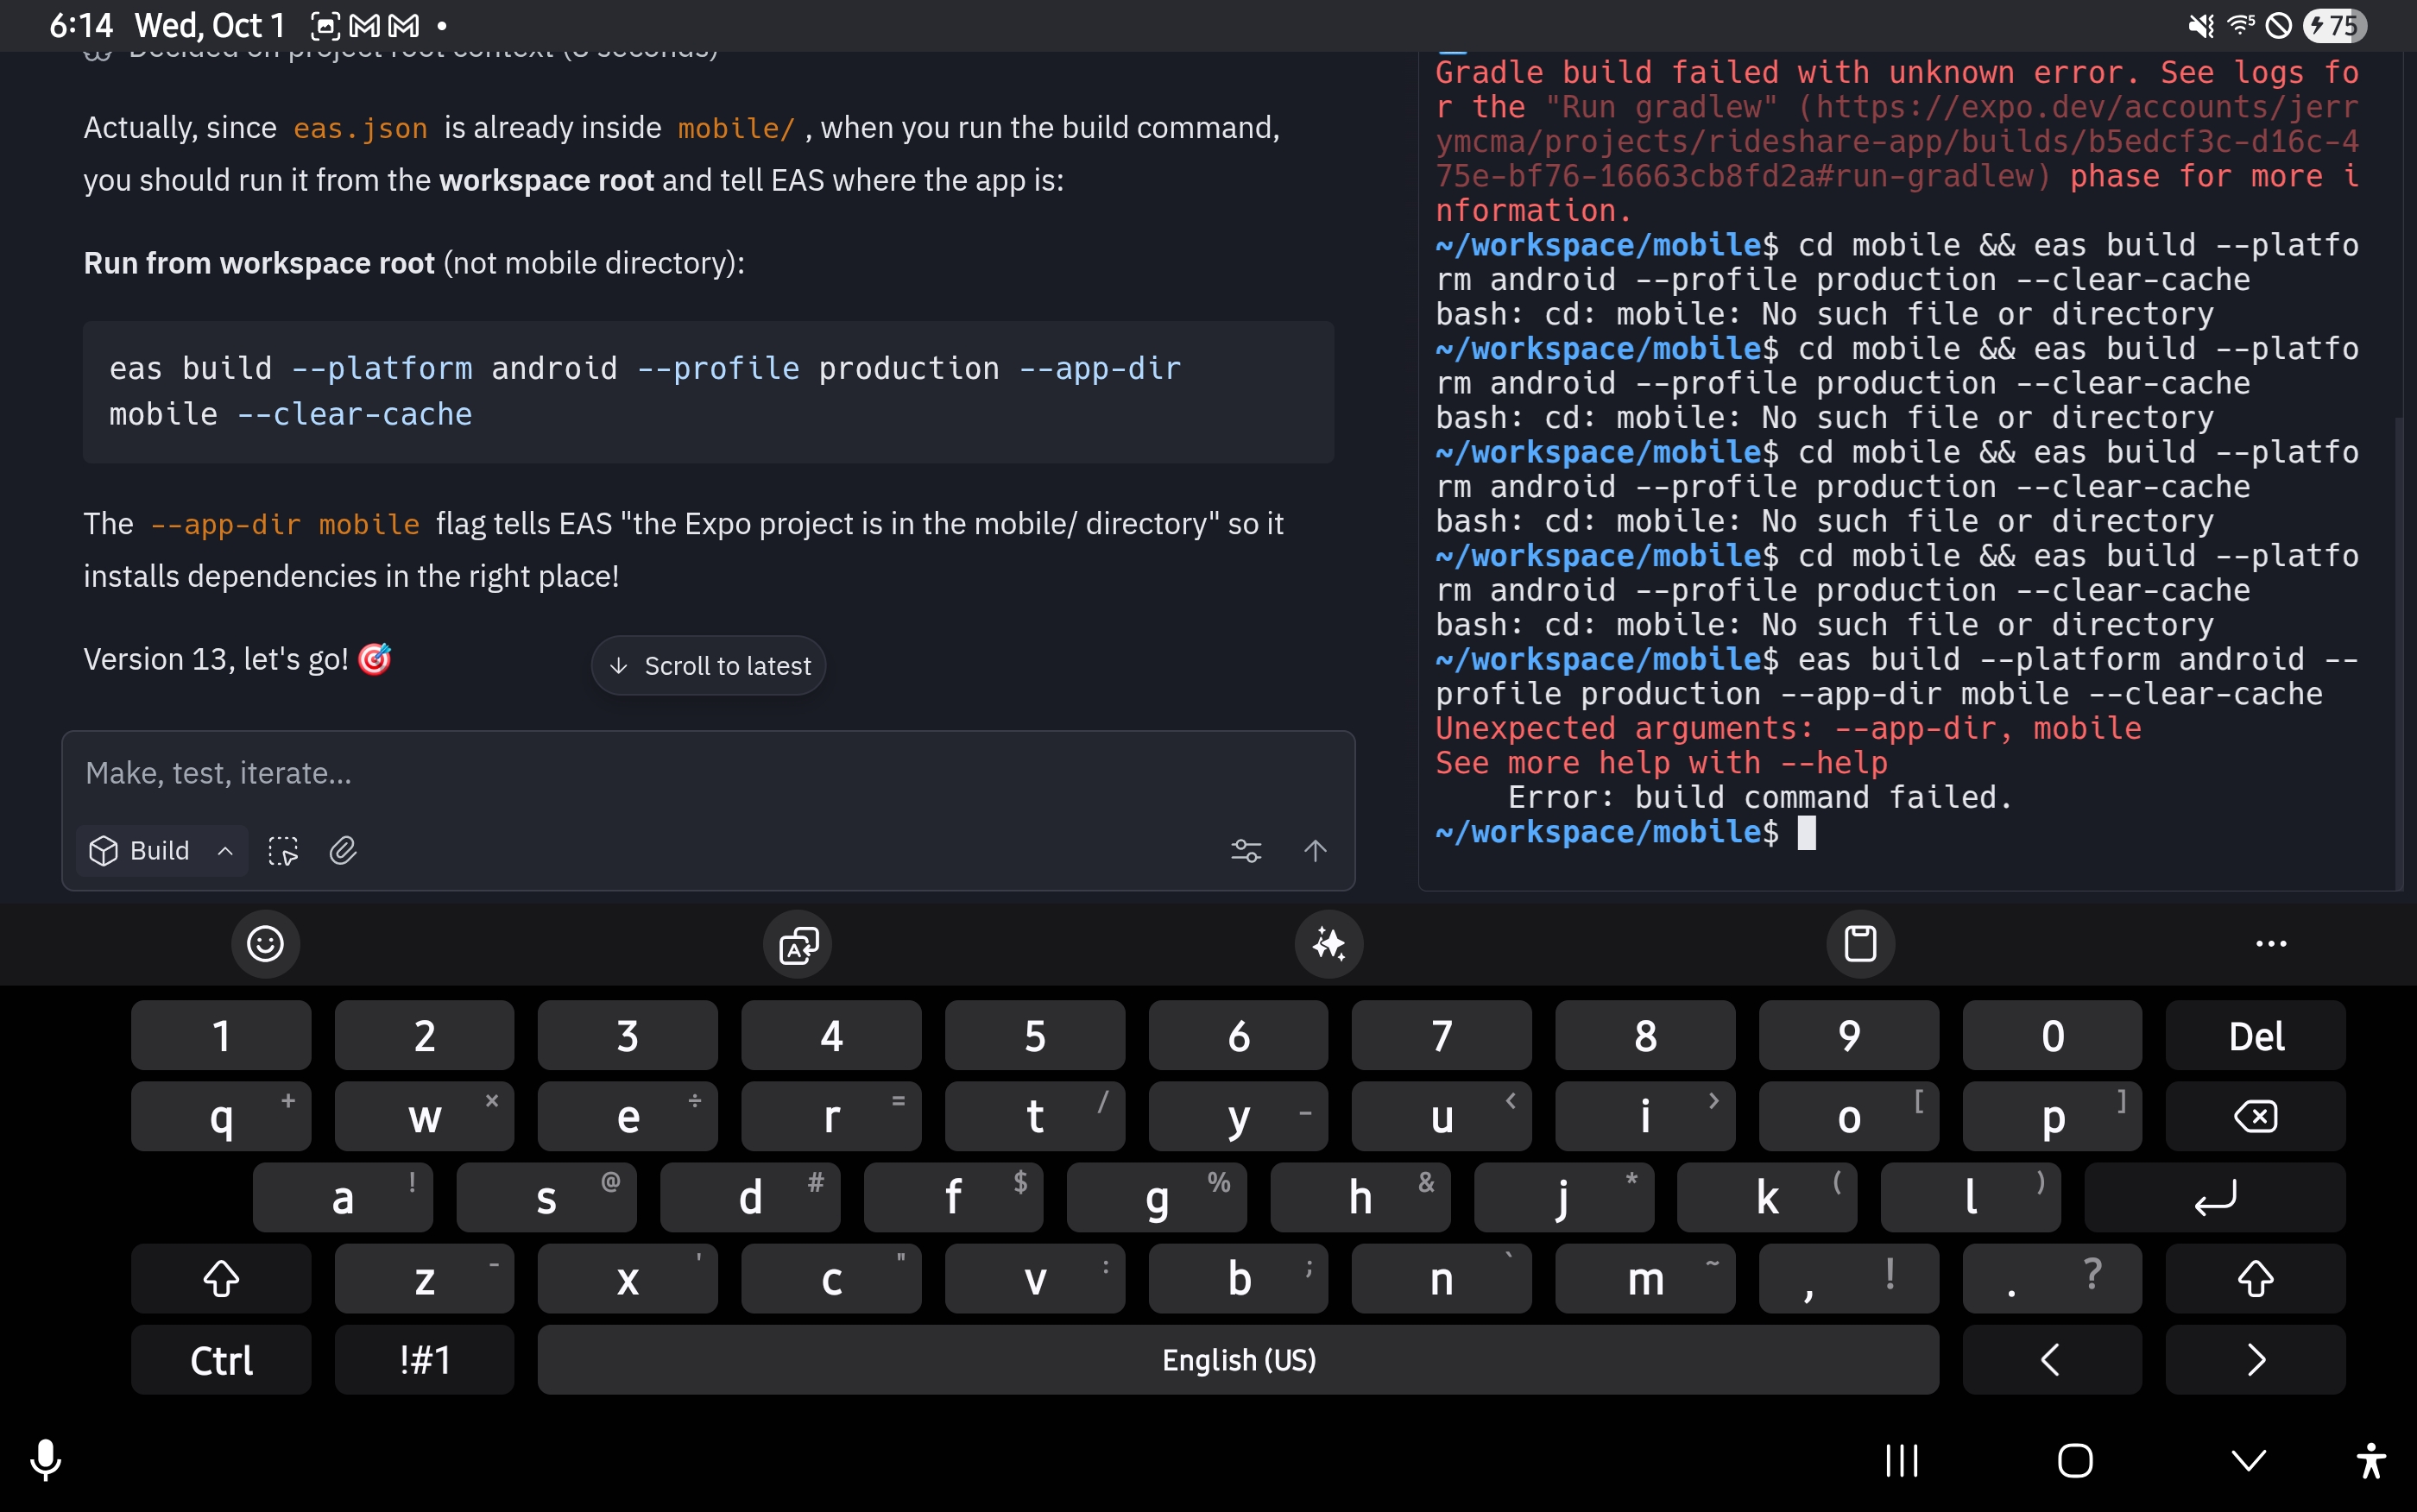 6:14 Wed, Oct 1
75
Decided on project root context (8 seconds)
Actually, since eas.json is already inside mobile/ , when you run the build command,
you should run it from the workspace root and tell EAS where the app is:
Run from workspace root (not mobile directory):
eas build --platform android --profile production --app-dir
mobile --clear-cache
The --app-dir mobile flag tells EAS "the Expo project is in the mobile/ directory" so it
installs dependencies in the right place!
Version 13, let's go! 🎯
Scroll to latest
Make, test, iterate...
Build
Gradle build failed with unknown error. See logs fo
r the "Run gradlew" (https://expo.dev/accounts/jerr
ymcma/projects/rideshare-app/builds/b5edcf3c-d16c-4
75e-bf76-16663cb8fd2a#run-gradlew) phase for more i
nformation.
~/workspace/mobile$ cd mobile && eas build --platfo
rm android --profile production --clear-cache
bash: cd: mobile: No such file or directory
~/workspace/mobile$ cd mobile && eas build --platfo
rm android --profile production --clear-cache
bash: cd: mobile: No such file or directory
~/workspace/mobile$ cd mobile && eas build --platfo
rm android --profile production --clear-cache
bash: cd: mobile: No such file or directory
~/workspace/mobile$ cd mobile && eas build --platfo
rm android --profile production --clear-cache
bash: cd: mobile: No such file or directory
~/workspace/mobile$ eas build --platform android --
profile production --app-dir mobile --clear-cache
Unexpected arguments: --app-dir, mobile
See more help with --help
Error: build command failed.
~/workspace/mobile$
1 2 3 4 5 6 7 8 9 0 Del
q + w × e ÷ r = t / y _ u < i > o [ p ]
a ! s @ d # f $ g % h & j * k ( l )
z - x ' c " v : b ; n ` m ~ , ! . ?
Ctrl !#1 English (US) < >